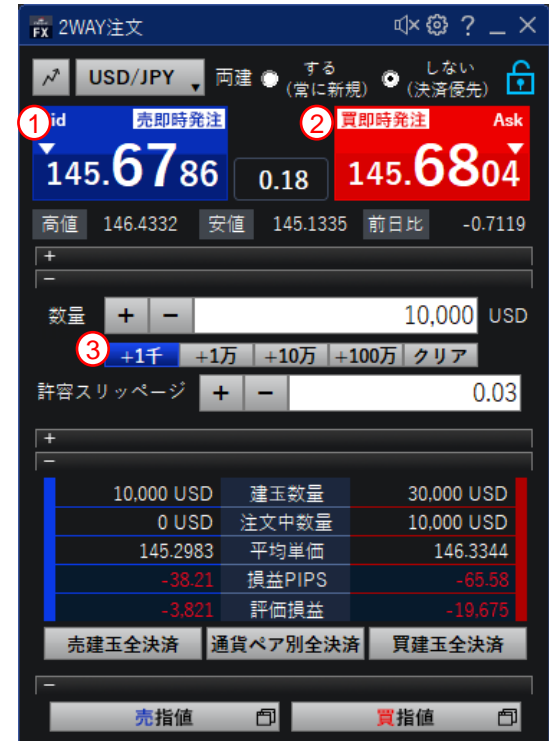 FX 2WAY注文 ?
USD/JPY 両建 する (常に新規) しない (決済優先)
1 id 売即時発注 2 買即時発注 Ask
145.6786 0.18 145.6804
高値 146.4332 安値 145.1335 前日比 -0.7119
+
−
数量 + − 10,000 USD
3 +1千 +1万 +10万 +100万 クリア
許容スリッページ + − 0.03
+
−
10,000 USD 建玉数量 30,000 USD
0 USD 注文中数量 10,000 USD
145.2983 平均単価 146.3344
-38.21 損益PIPS -65.58
-3,821 評価損益 -19,675
売建玉全決済 通貨ペア別全決済 買建玉全決済
−
売指値 買指値